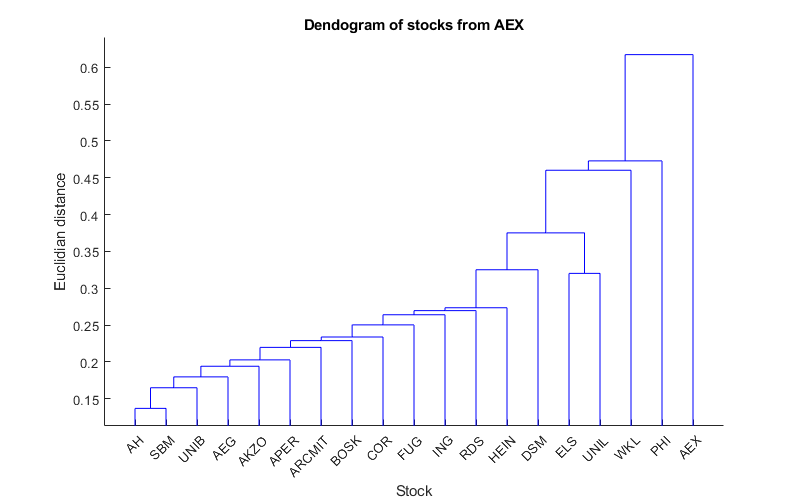 Dendogram of stocks from AEX
0.6
0.55
0.5
0.45
0.4
0.35
0.3
0.25
0.2
0.15
Euclidian distance
AH
SBM
UNIB
AEG
AKZO
APER
ARCMIT
BOSK
COR
FUG
ING
RDS
HEIN
DSM
ELS
UNIL
WKL
PHI
AEX
Stock